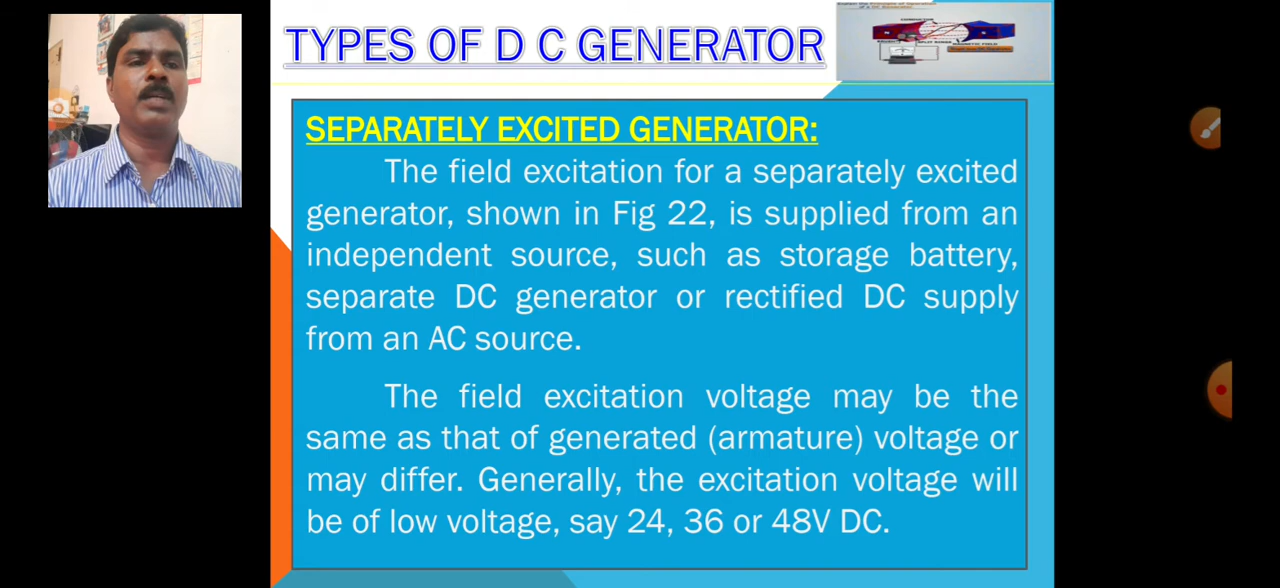 TYPES OF D C GENERATOR
SEPARATELY EXCITED GENERATOR:
The field excitation for a separately excited
generator, shown in Fig 22, is supplied from an
independent source, such as storage battery,
separate DC generator or rectified DC supply
from an AC source.
The field excitation voltage may be the
same as that of generated (armature) voltage or
may differ. Generally, the excitation voltage will
be of low voltage, say 24, 36 or 48V DC.